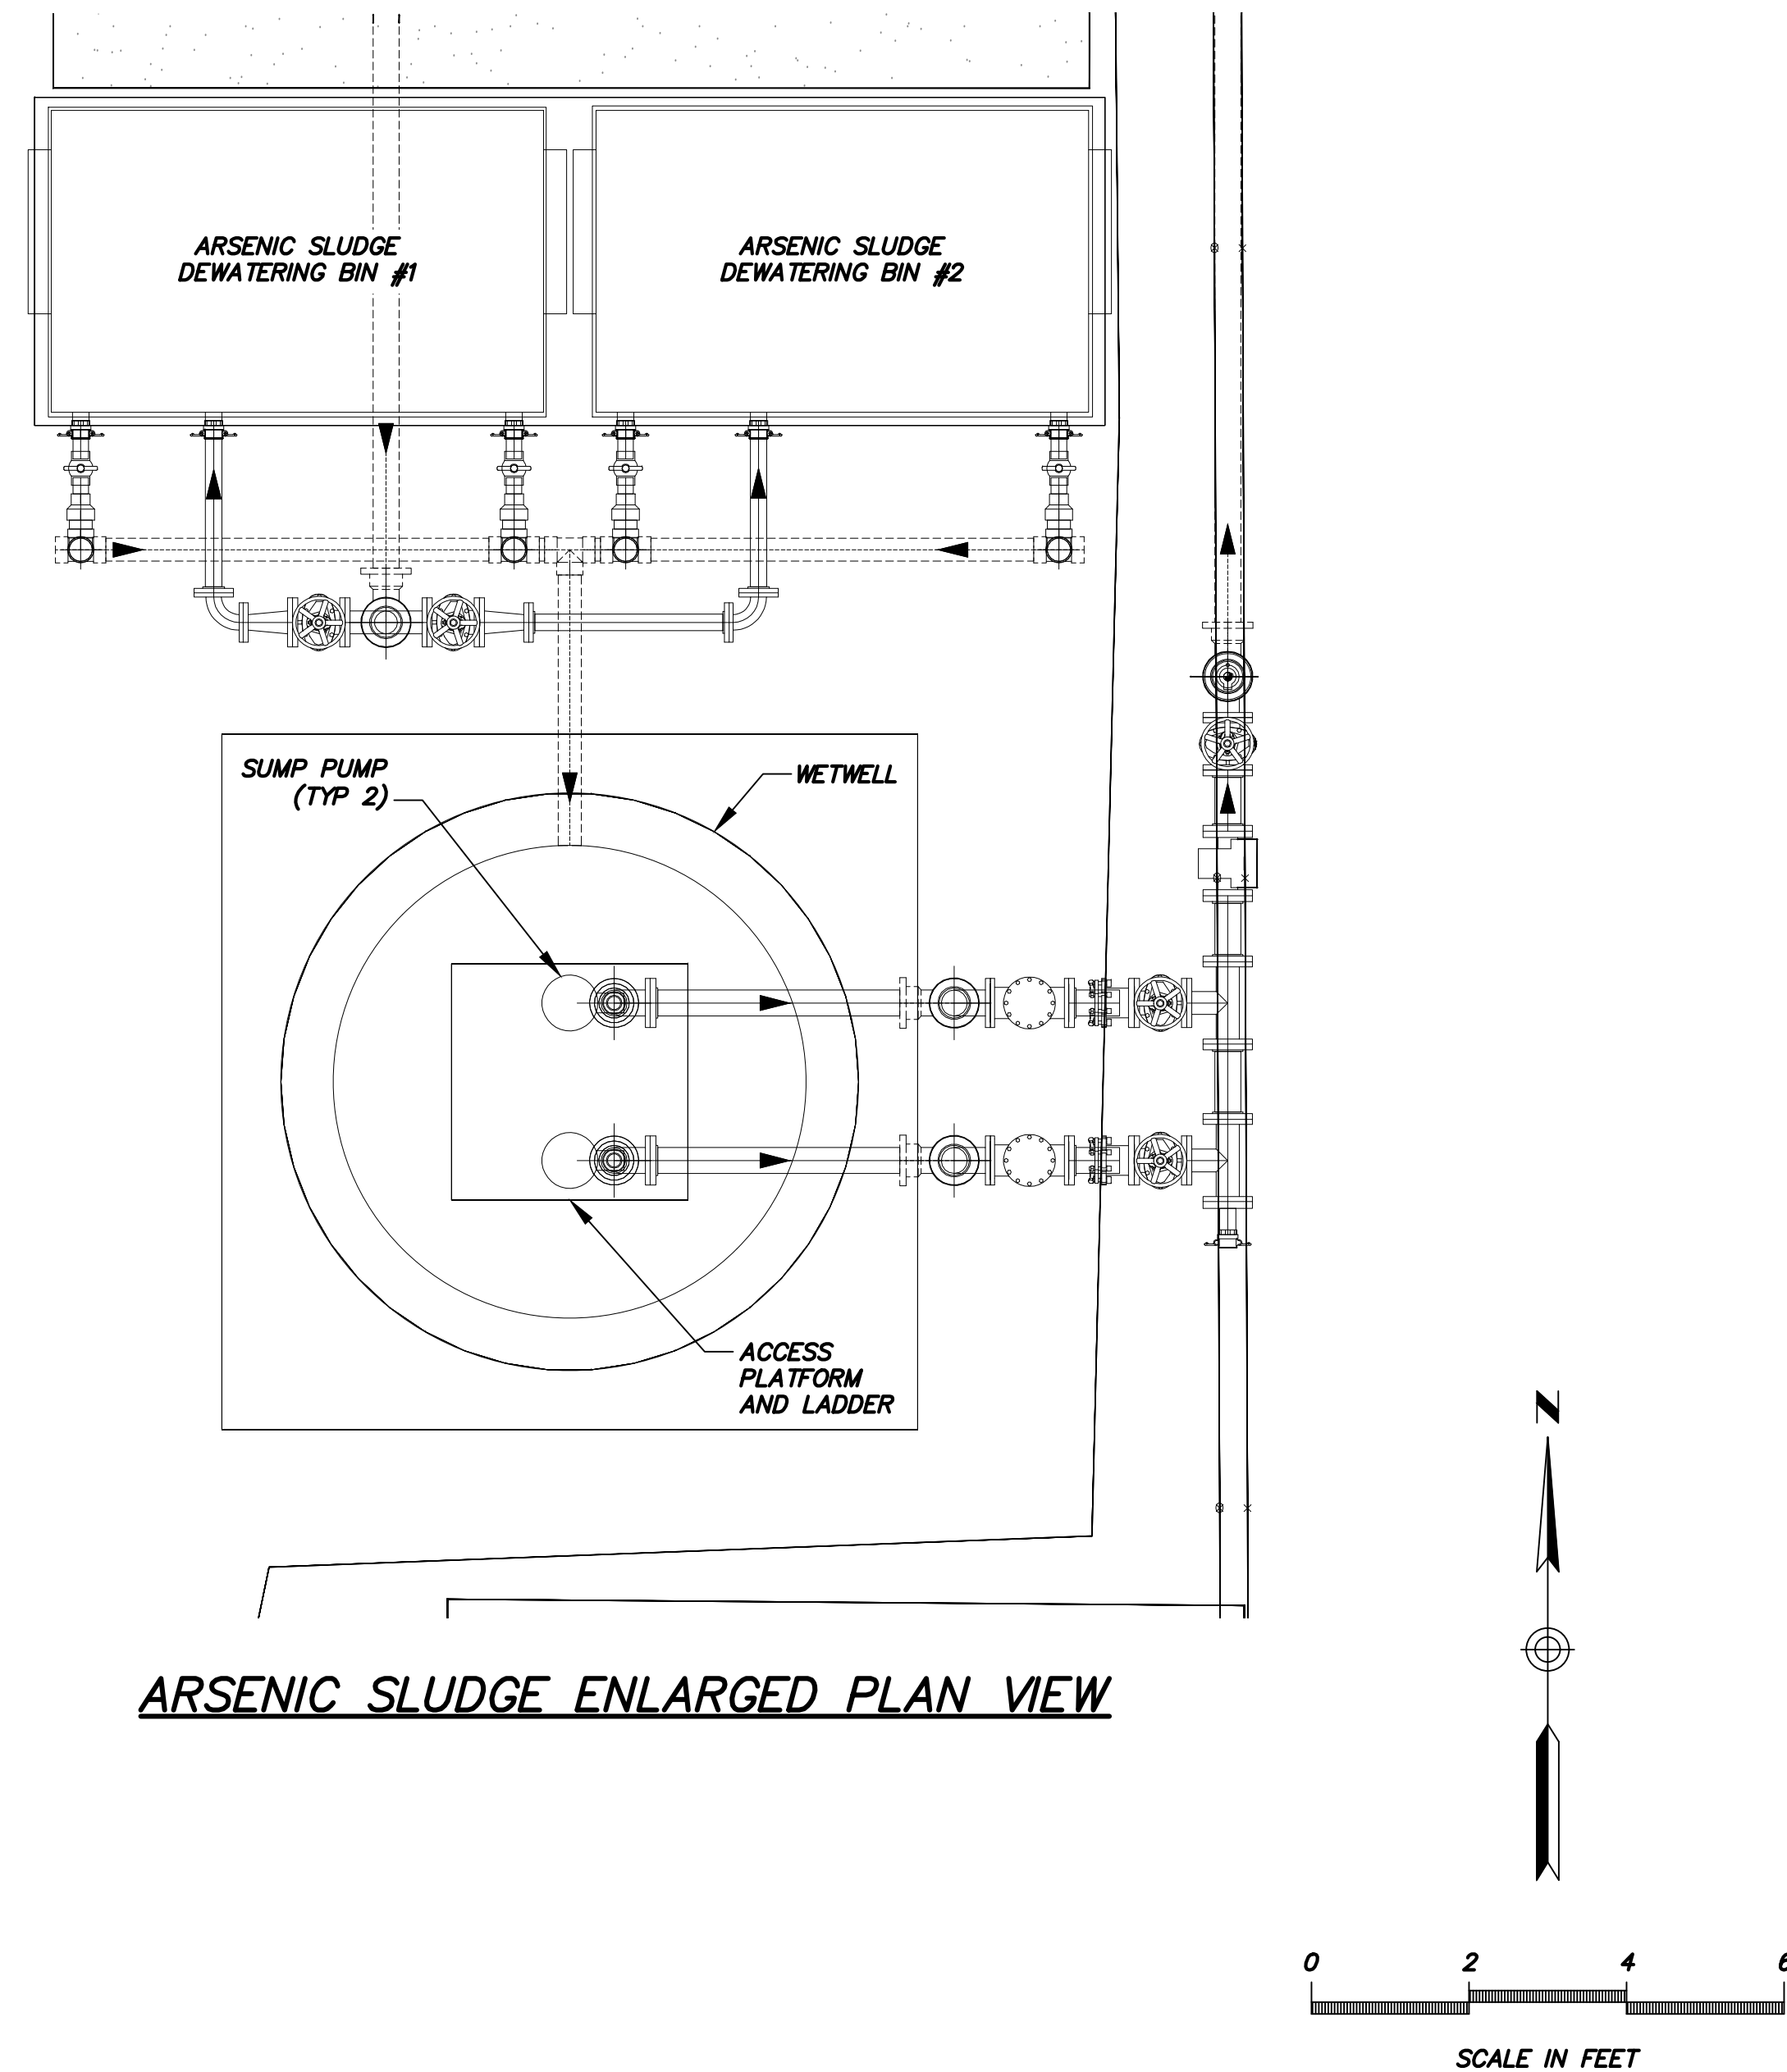 ARSENIC SLUDGE
DEWATERING BIN #1
ARSENIC SLUDGE
DEWATERING BIN #2
SUMP PUMP
(TYP 2)
WETWELL
ACCESS
PLATFORM
AND LADDER
N
ARSENIC SLUDGE ENLARGED PLAN VIEW
0 2 4 6
SCALE IN FEET